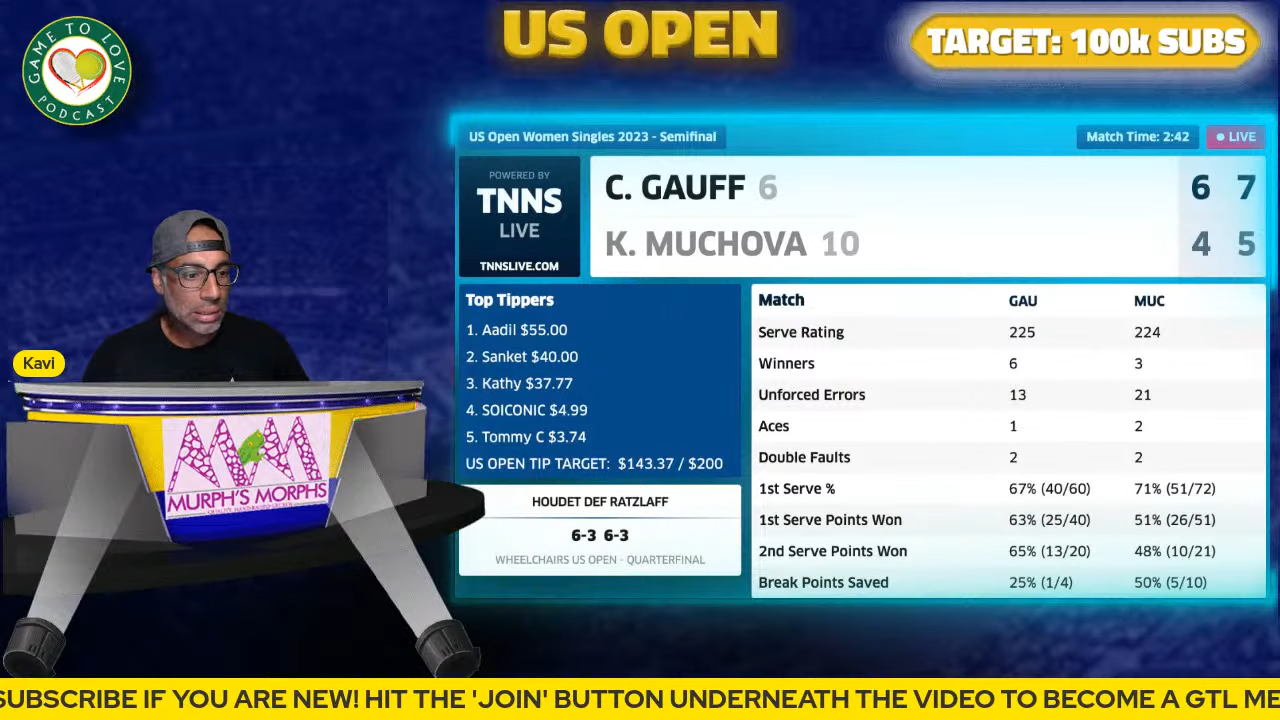 GAME TO LOVE
PODCAST
US OPEN
TARGET: 100k SUBS
US Open Women Singles 2023 - Semifinal
Match Time: 2:42
LIVE
POWERED BY
TNNS
LIVE
TNNSLIVE.COM
C. GAUFF 6 6 7
K. MUCHOVA 10 4 5
Top Tippers
1. Aadil $55.00
2. Sanket $40.00
3. Kathy $37.77
4. SOICONIC $4.99
5. Tommy C $3.74
US OPEN TIP TARGET: $143.37 / $200
HOUDET DEF RATZLAFF
6-3 6-3
WHEELCHAIRS US OPEN - QUARTERFINAL
Match GAU MUC
Serve Rating 225 224
Winners 6 3
Unforced Errors 13 21
Aces 1 2
Double Faults 2 2
1st Serve % 67% (40/60) 71% (51/72)
1st Serve Points Won 63% (25/40) 51% (26/51)
2nd Serve Points Won 65% (13/20) 48% (10/21)
Break Points Saved 25% (1/4) 50% (5/10)
Kavi
MM
MURPH'S MORPHS
SUBSCRIBE IF YOU ARE NEW! HIT THE 'JOIN' BUTTON UNDERNEATH THE VIDEO TO BECOME A GTL ME